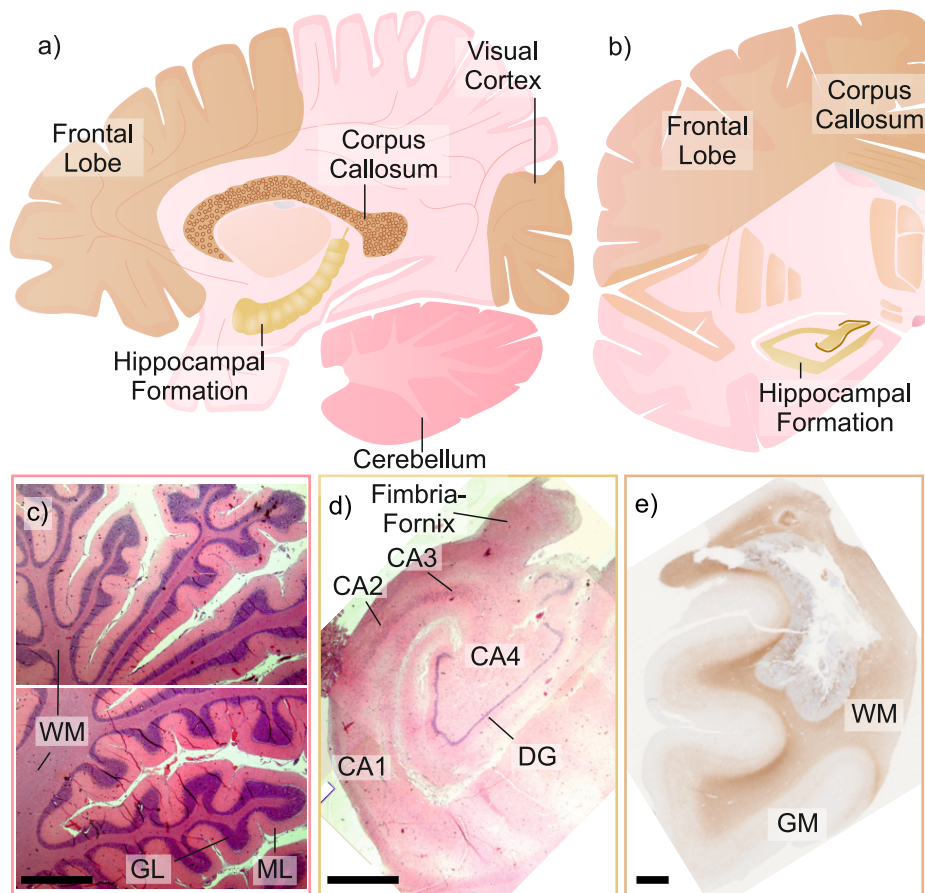 a)
Visual
Cortex
Frontal
Lobe
Corpus
Callosum
Hippocampal
Formation
Cerebellum
b)
Corpus
Callosum
Frontal
Lobe
Hippocampal
Formation
c)
WM
GL
ML
d)
Fimbria-
Fornix
CA3
CA2
CA4
DG
CA1
e)
WM
GM